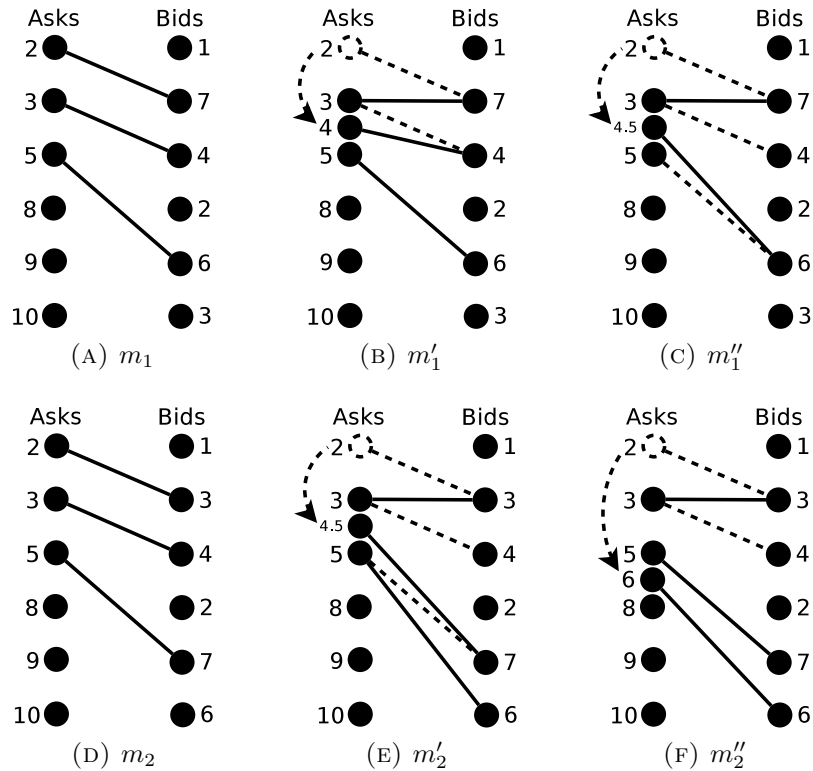 Asks Bids Asks Bids Asks Bids
2 1 2 1 2 1
3 7 3 7 3 7
4 4.5
5 4 5 4 5 4
8 2 8 2 8 2
9 6 9 6 9 6
10 3 10 3 10 3
(A) m₁ (B) m′₁ (C) m″₁
Asks Bids Asks Bids Asks Bids
2 1 2 1 2 1
3 3 3 3 3 3
4.5
5 4 5 4 5 4
6
8 2 8 2 8 2
9 7 9 7 9 7
10 6 10 6 10 6
(D) m₂ (E) m′₂ (F) m″₂